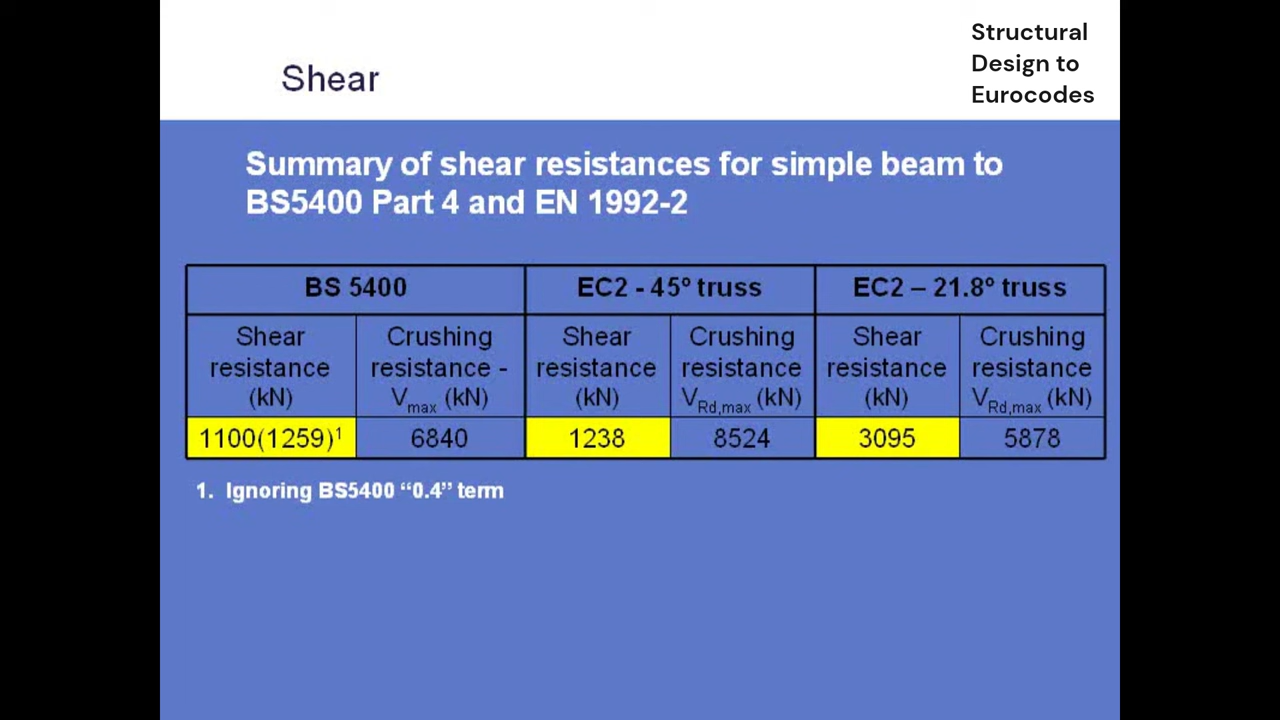 Structural
Design to
Eurocodes
Shear
Summary of shear resistances for simple beam to
BS5400 Part 4 and EN 1992-2
BS 5400 EC2 - 45º truss EC2 – 21.8º truss
Shear Crushing Shear Crushing Shear Crushing
resistance resistance - resistance resistance resistance resistance
(kN) Vmax (kN) (kN) VRd,max (kN) (kN) VRd,max (kN)
1100(1259)¹ 6840 1238 8524 3095 5878
1. Ignoring BS5400 “0.4” term